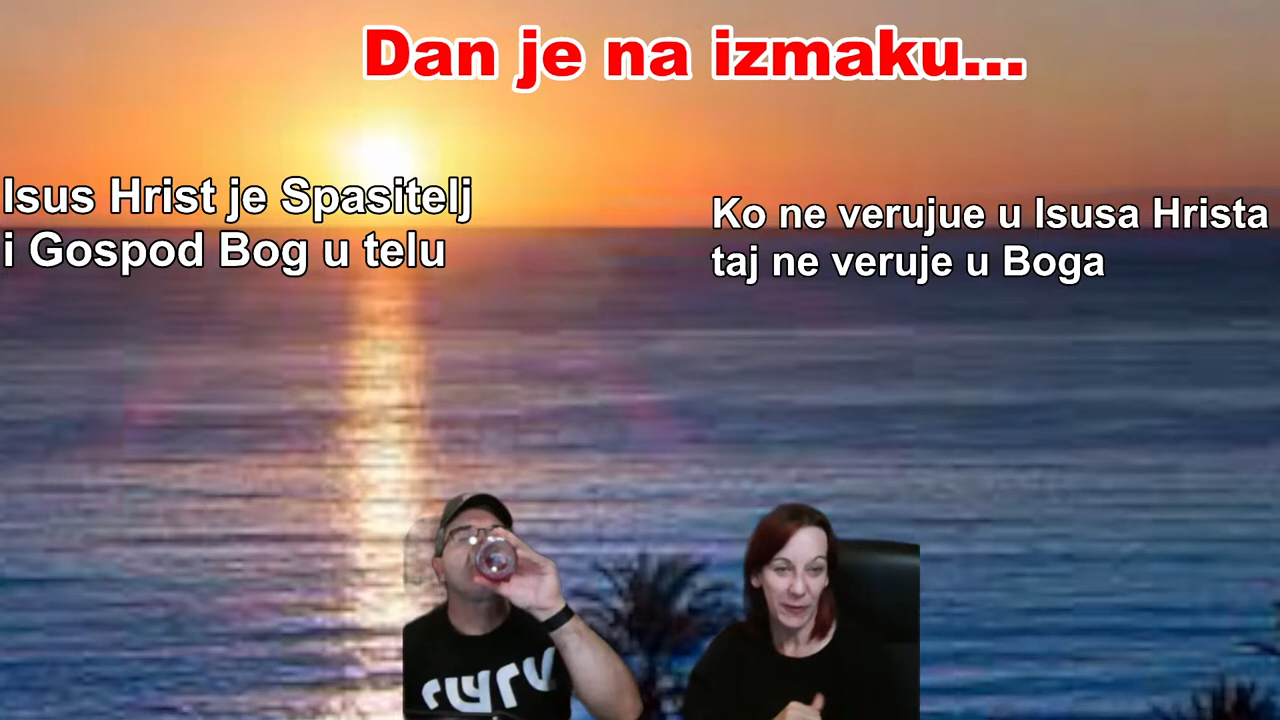 Dan je na izmaku...
Isus Hrist je Spasitelj
i Gospod Bog u telu
Ko ne verujue u Isusa Hrista
taj ne veruje u Boga